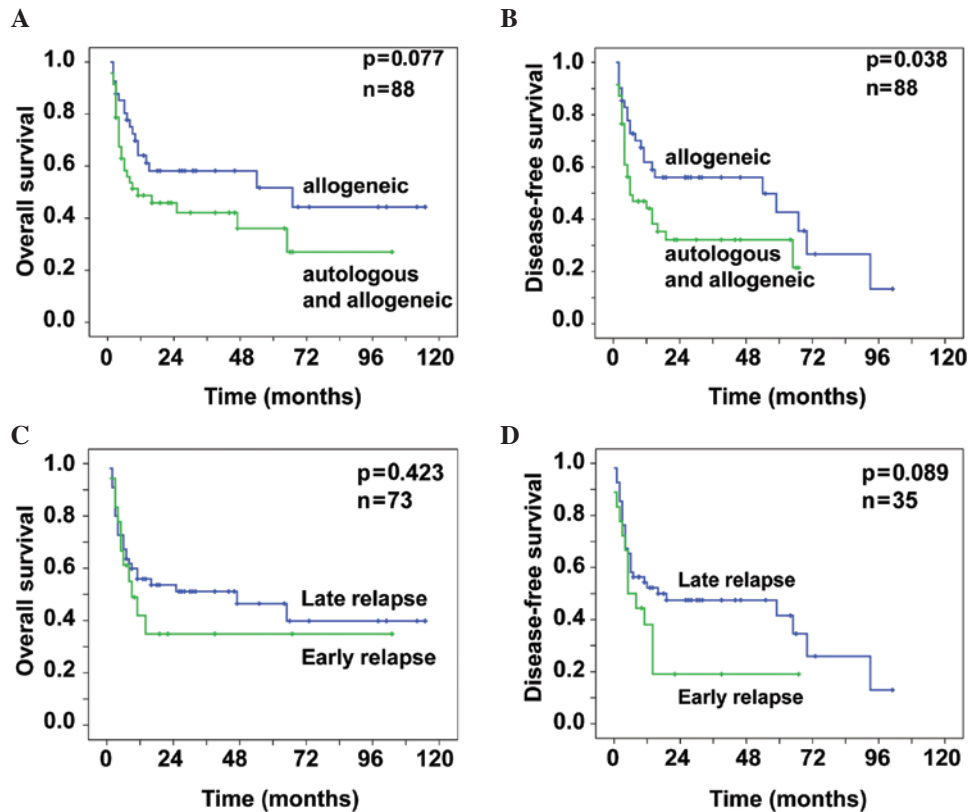 A
Overall survival
1.0
0.8
0.6
0.4
0.2
0.0
p=0.077
n=88
allogeneic
autologous
and allogeneic
0 24 48 72 96 120
Time (months)
B
Disease-free survival
1.0
0.8
0.6
0.4
0.2
0.0
p=0.038
n=88
allogeneic
autologous
and allogeneic
0 24 48 72 96 120
Time (months)
C
Overall survival
1.0
0.8
0.6
0.4
0.2
0.0
p=0.423
n=73
Late relapse
Early relapse
0 24 48 72 96 120
Time (months)
D
Disease-free survival
1.0
0.8
0.6
0.4
0.2
0.0
p=0.089
n=35
Late relapse
Early relapse
0 24 48 72 96 120
Time (months)